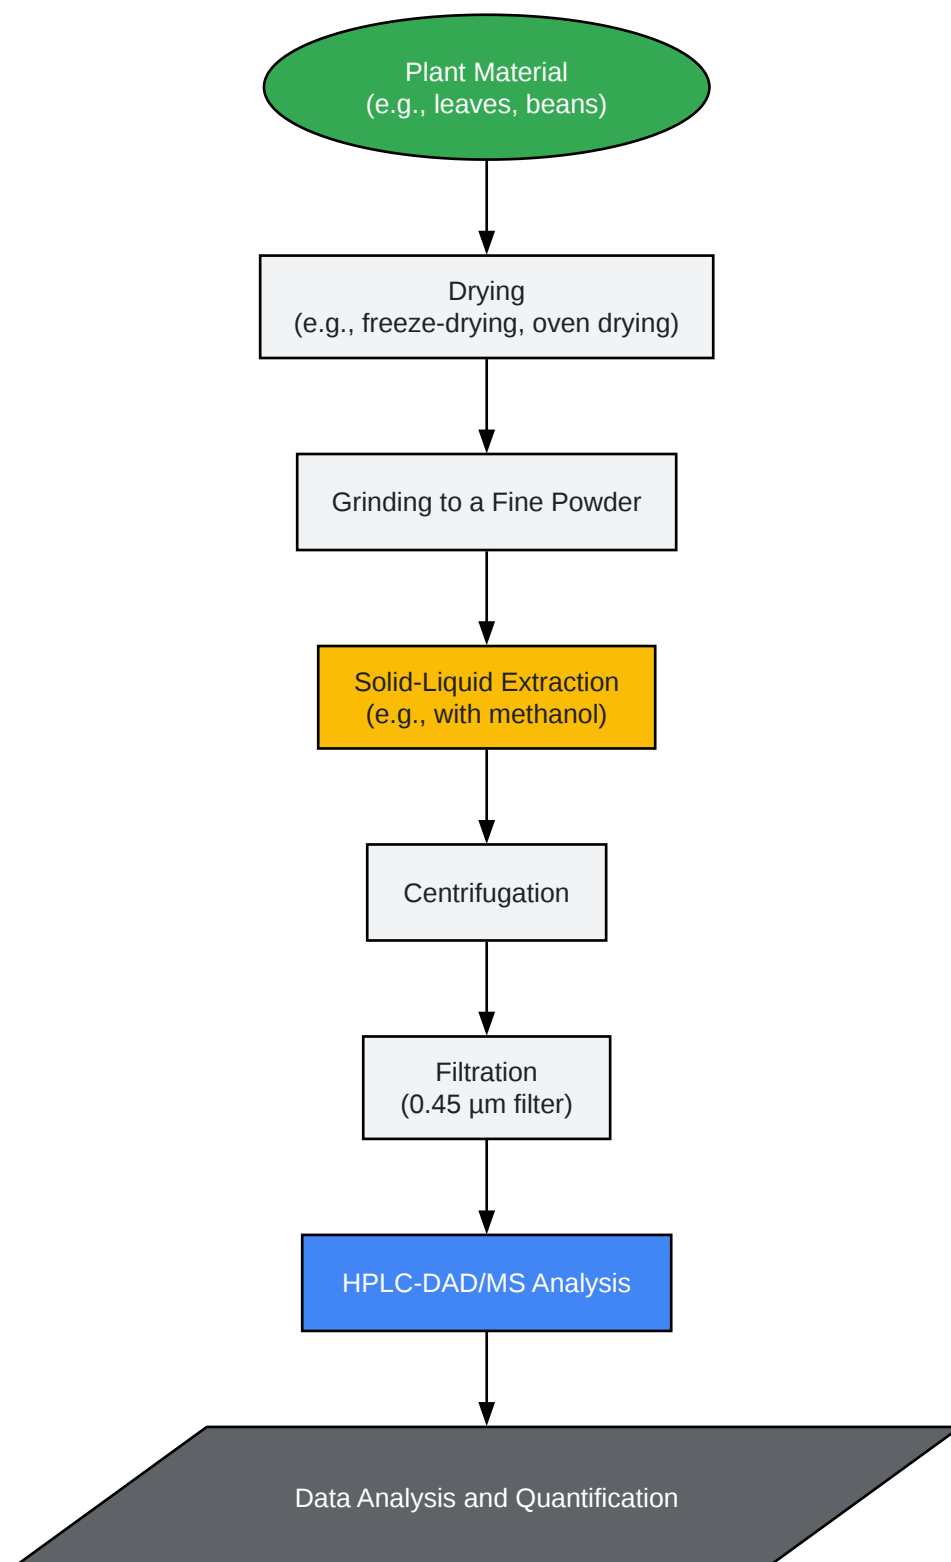 Plant Material
(e.g., leaves, beans)
Drying
(e.g., freeze-drying, oven drying)
Grinding to a Fine Powder
Solid-Liquid Extraction
(e.g., with methanol)
Centrifugation
Filtration
(0.45 µm filter)
HPLC-DAD/MS Analysis
Data Analysis and Quantification